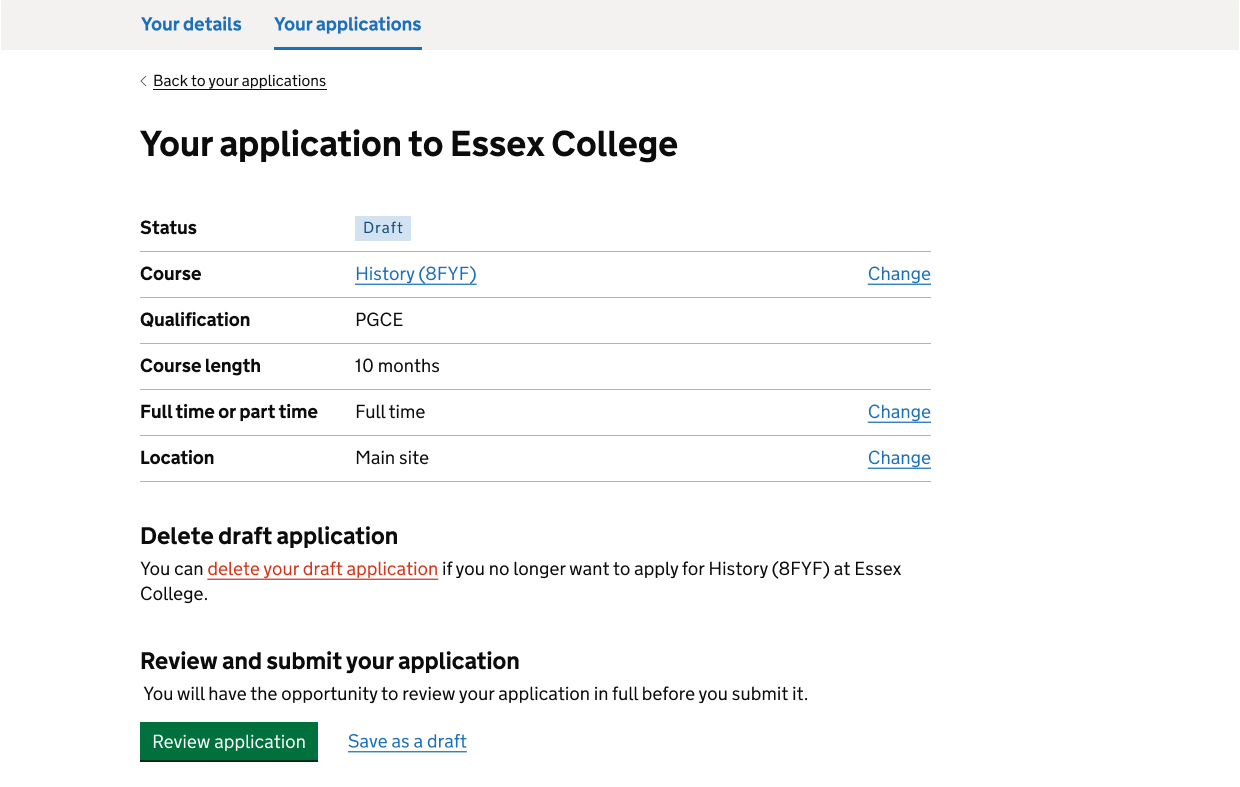 Your details Your applications
Back to your applications
Your application to Essex College
Status Draft
Course History (8FYF) Change
Qualification PGCE
Course length 10 months
Full time or part time Full time Change
Location Main site Change
Delete draft application
You can delete your draft application if you no longer want to apply for History (8FYF) at Essex
College.
Review and submit your application
You will have the opportunity to review your application in full before you submit it.
Review application Save as a draft